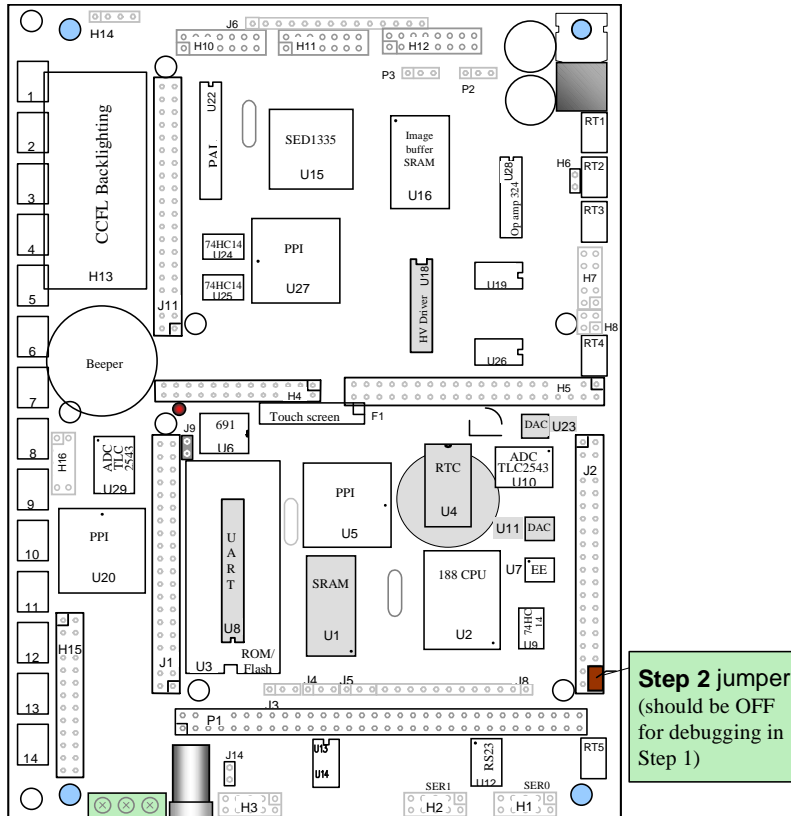 H14
J6
H10
H11
H12
P3
P2
1
2
3
4
5
6
7
8
9
10
11
12
13
14
CCFL Backlighting
H13
J11
U22
PAL
SED1335
U15
Image
buffer
SRAM
U16
U28
Op amp 324
H6
RT1
RT2
RT3
RT4
H7
H8
74HC14
U24
74HC14
U25
PPI
U27
U18
HV Driver
U19
U26
Beeper
H4
H5
Touch screen
F1
J9
691
U6
H16
ADC
TLC
2543
U29
PPI
U20
H15
J1
UART
U8
U3
ROM/
Flash
PPI
U5
SRAM
U1
RTC
U4
188 CPU
U2
DAC
U23
ADC
TLC2543
U10
U11
DAC
U7
EE
74HC
14
U9
J2
J4
J5
J8
J3
P1
J14
U13
U14
RS23
U12
RT5
SER1
SER0
H3
H2
H1
Step 2 jumper
(should be OFF
for debugging in
Step 1)